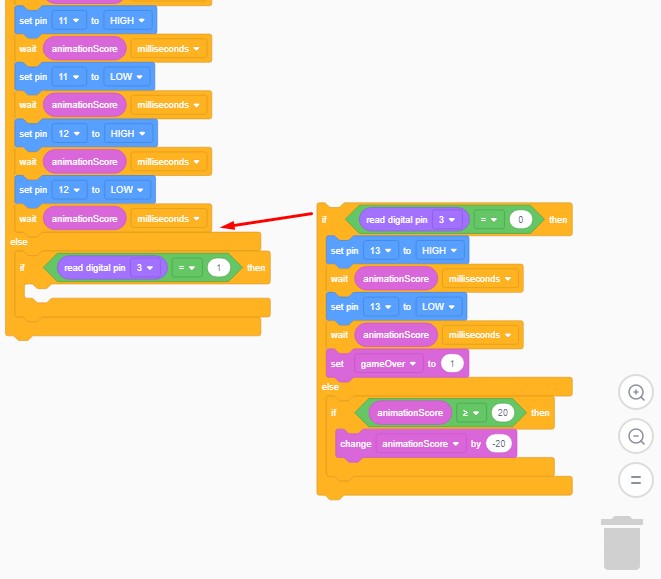 set pin 11 to HIGH
wait animationScore milliseconds
set pin 11 to LOW
wait animationScore milliseconds
set pin 12 to HIGH
wait animationScore milliseconds
set pin 12 to LOW
wait animationScore milliseconds
else
if read digital pin 3 = 1 then
if read digital pin 3 = 0 then
set pin 13 to HIGH
wait animationScore milliseconds
set pin 13 to LOW
wait animationScore milliseconds
set gameOver to 1
else
if animationScore ≥ 20 then
change animationScore by -20